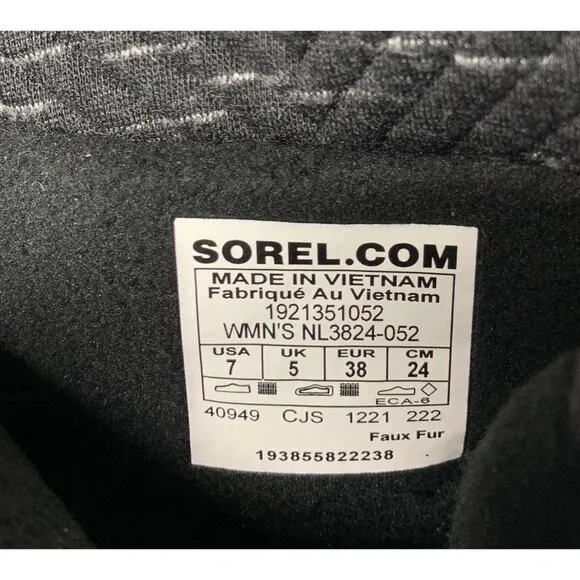 SOREL.COM
MADE IN VIETNAM
Fabriqué Au Vietnam
1921351052
WMN'S NL3824-052
USA UK EUR CM
7 5 38 24
ECA-6
40949 CJS 1221 222
Faux Fur
193855822238